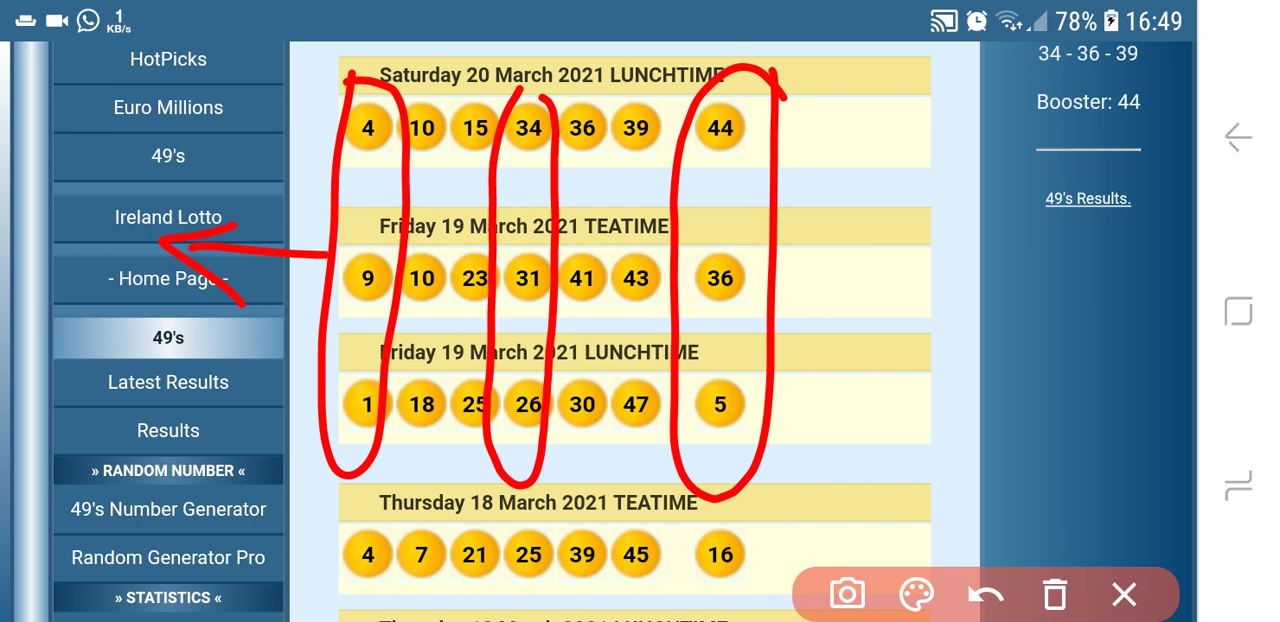 1
KB/s
78% 16:49
HotPicks
Euro Millions
49's
Ireland Lotto
- Home Page -
49's
Latest Results
Results
» RANDOM NUMBER «
49's Number Generator
Random Generator Pro
» STATISTICS «
Saturday 20 March 2021 LUNCHTIME
4 10 15 34 36 39 44
Friday 19 March 2021 TEATIME
9 10 23 31 41 43 36
Friday 19 March 2021 LUNCHTIME
1 18 25 26 30 47 5
Thursday 18 March 2021 TEATIME
4 7 21 25 39 45 16
34 - 36 - 39
Booster: 44
49's Results.